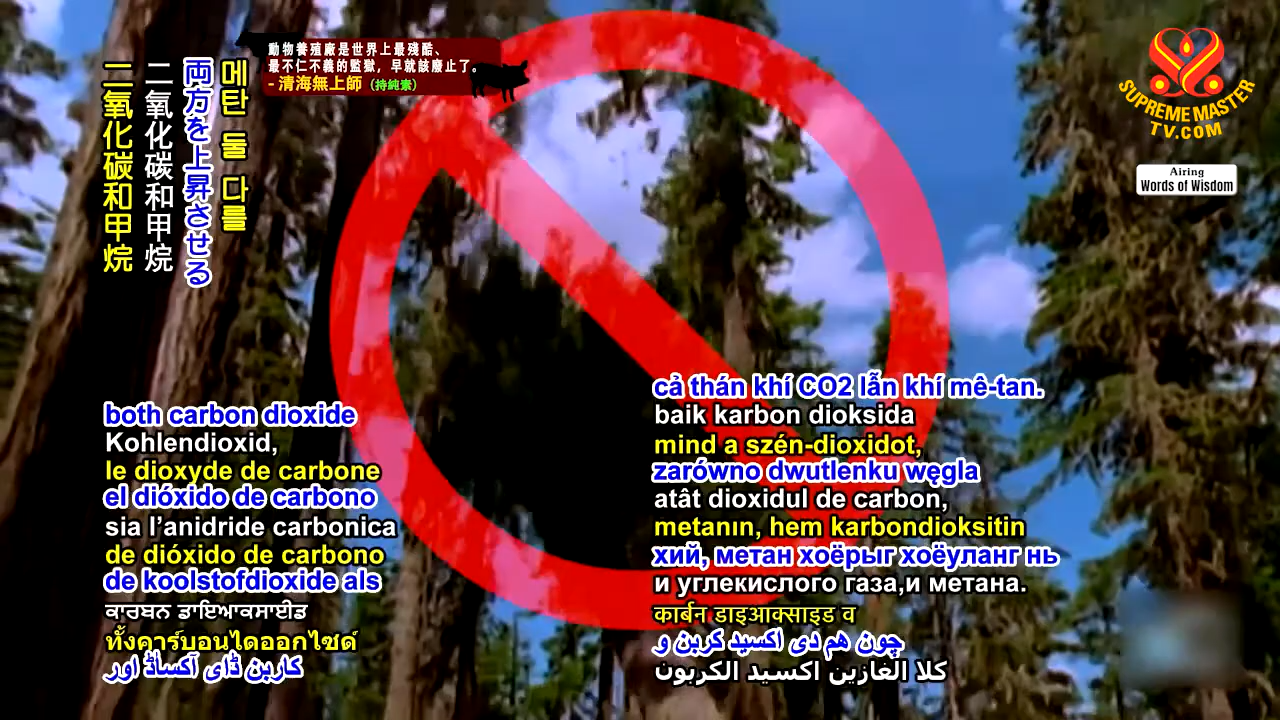 動物養殖廠是世界上最殘酷、
最不仁不義的監獄，早就該廢止了。
- 清海無上師 (持純素)
SUPREME MASTER
TV.COM
Airing
Words of Wisdom
메탄 둘 다를
両方を上昇させる
二氧化碳和甲烷
二氧化碳和甲烷
both carbon dioxide
Kohlendioxid,
le dioxyde de carbone
el dióxido de carbono
sia l’anidride carbonica
de dióxido de carbono
de koolstofdioxide als
ਕਾਰਬਨ ਡਾਇਆਕਸਾਈਡ
ทั้งคาร์บอนไดออกไซด์
کاربن ڈای آکساڈ اور
cả thán khí CO2 lẫn khí mê-tan.
baik karbon dioksida
mind a szén-dioxidot,
zarówno dwutlenku węgla
atât dioxidul de carbon,
metanın, hem karbondioksitin
хий, метан хоёрыг хоёуланг нь
и углекислого газа,и метана.
कार्बन डाइआक्साइड व
چون هم دی اکسید کربن و
كلا الغازين اكسيد الكربون